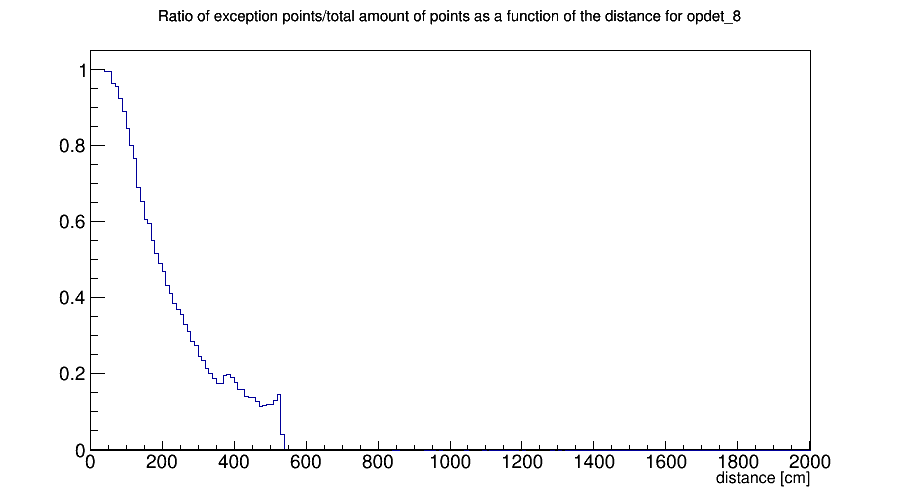 Ratio of exception points/total amount of points as a function of the distance for opdet_8
1
0.8
0.6
0.4
0.2
0
0 200 400 600 800 1000 1200 1400 1600 1800 2000
distance [cm]